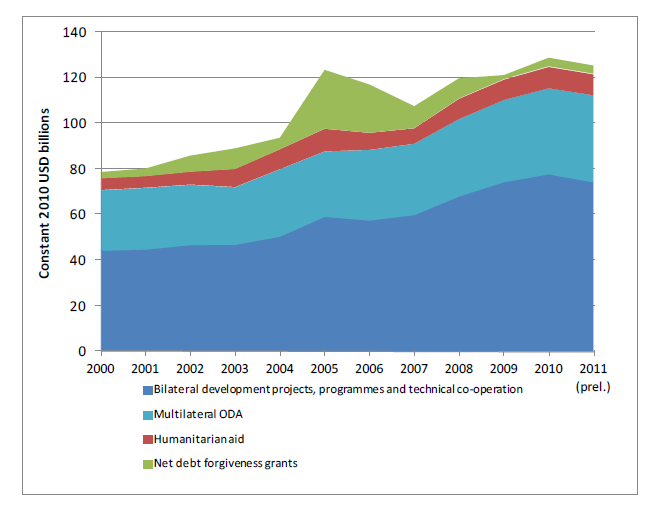 140
120
100
80
60
40
20
0
Constant 2010 USD billions
2000 2001 2002 2003 2004 2005 2006 2007 2008 2009 2010 2011
(prel.)
Bilateral development projects, programmes and technical co-operation
Multilateral ODA
Humanitarian aid
Net debt forgiveness grants